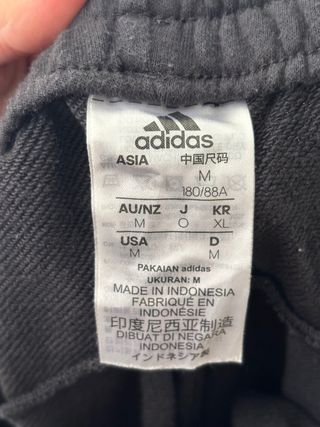 adidas
ASIA 中国尺码
M
180/88A
AU/NZ J KR
M O XL
USA D
M M
PAKAIAN adidas
UKURAN: M
MADE IN INDONESIA
FABRIQUÉ EN
INDONÉSIE
印度尼西亚制造
DIBUAT DI NEGARA
INDONESIA
インドネシア製